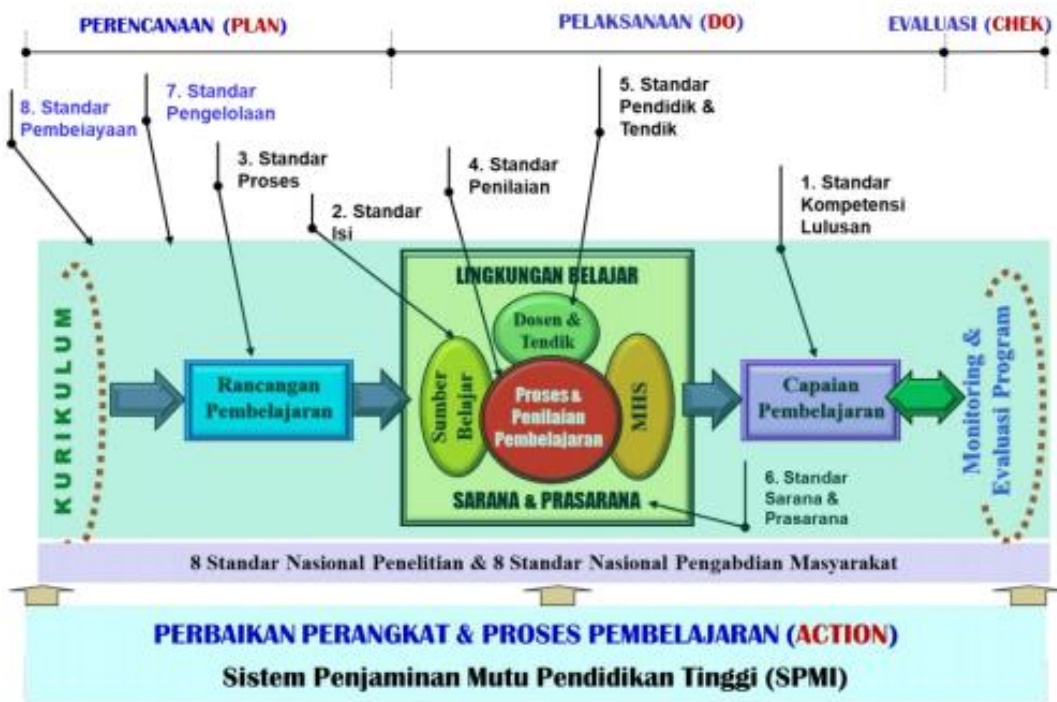 PERENCANAAN (PLAN)
PELAKSANAAN (DO)
EVALUASI (CHEK)
8. Standar
Pembeiayaan
7. Standar
Pengelolaan
3. Standar
Proses
2. Standar
Isi
4. Standar
Penilaian
5. Standar
Pendidik &
Tendik
1. Standar
Kompetensi
Lulusan
KURIKULUM
Rancangan
Pembelajaran
LINGKUNGAN BELAJAR
Dosen &
Tendik
Sumber
Belajar
Proses &
Penilaian
Pembelajaran
MHS
SARANA & PRASARANA
Capaian
Pembelajaran
6. Standar
Sarana &
Prasarana
Monitoring &
Evaluasi Program
8 Standar Nasional Penelitian & 8 Standar Nasional Pengabdian Masyarakat
PERBAIKAN PERANGKAT & PROSES PEMBELAJARAN (ACTION)
Sistem Penjaminan Mutu Pendidikan Tinggi (SPMI)